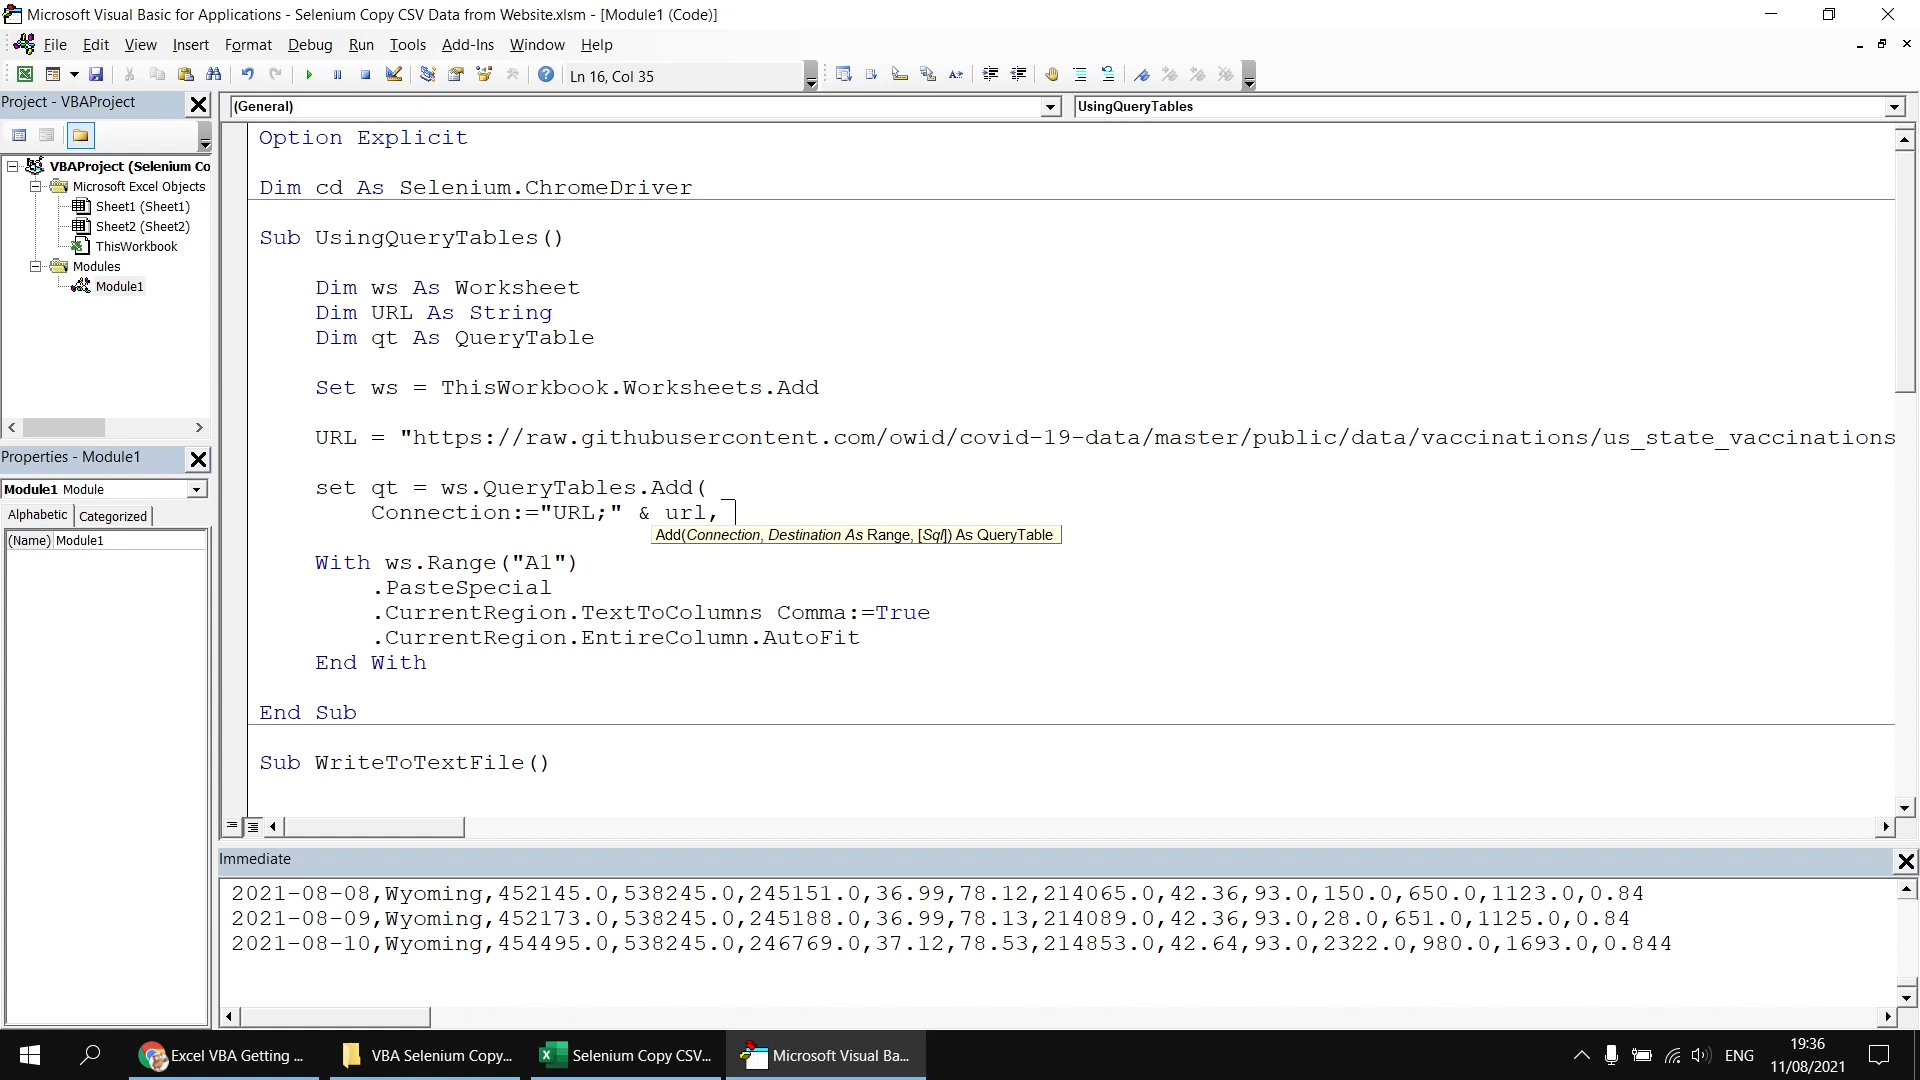 Microsoft Visual Basic for Applications - Selenium Copy CSV Data from Website.xlsm - [Module1 (Code)]
File Edit View Insert Format Debug Run Tools Add-Ins Window Help
Ln 16, Col 35
Project - VBAProject
VBAProject (Selenium Co
Microsoft Excel Objects
Sheet1 (Sheet1)
Sheet2 (Sheet2)
ThisWorkbook
Modules
Module1
Properties - Module1
Module1 Module
Alphabetic Categorized
(Name) Module1
(General) UsingQueryTables
Option Explicit
Dim cd As Selenium.ChromeDriver
Sub UsingQueryTables()
Dim ws As Worksheet
Dim URL As String
Dim qt As QueryTable
Set ws = ThisWorkbook.Worksheets.Add
URL = "https://raw.githubusercontent.com/owid/covid-19-data/master/public/data/vaccinations/us_state_vaccinations
set qt = ws.QueryTables.Add( _
Connection:="URL;" & url,
Add(Connection, Destination As Range, [Sql]) As QueryTable
With ws.Range("A1")
.PasteSpecial
.CurrentRegion.TextToColumns Comma:=True
.CurrentRegion.EntireColumn.AutoFit
End With
End Sub
Sub WriteToTextFile()
Immediate
2021-08-08,Wyoming,452145.0,538245.0,245151.0,36.99,78.12,214065.0,42.36,93.0,150.0,650.0,1123.0,0.84
2021-08-09,Wyoming,452173.0,538245.0,245188.0,36.99,78.13,214089.0,42.36,93.0,28.0,651.0,1125.0,0.84
2021-08-10,Wyoming,454495.0,538245.0,246769.0,37.12,78.53,214853.0,42.64,93.0,2322.0,980.0,1693.0,0.844
Excel VBA Getting ... VBA Selenium Copy... Selenium Copy CSV... Microsoft Visual Ba... ENG 19:36
11/08/2021